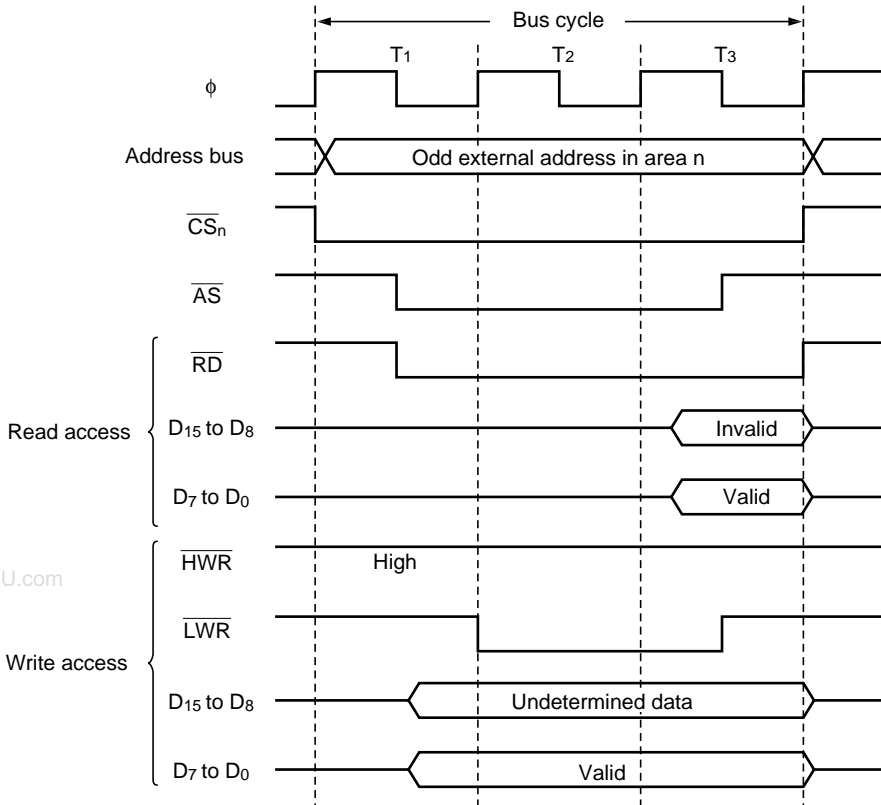 Bus cycle
T1 T2 T3
φ
Address bus Odd external address in area n
CSn
AS
RD
Read access D15 to D8 Invalid
D7 to D0 Valid
HWR High
U.com
LWR
Write access
D15 to D8 Undetermined data
D7 to D0 Valid